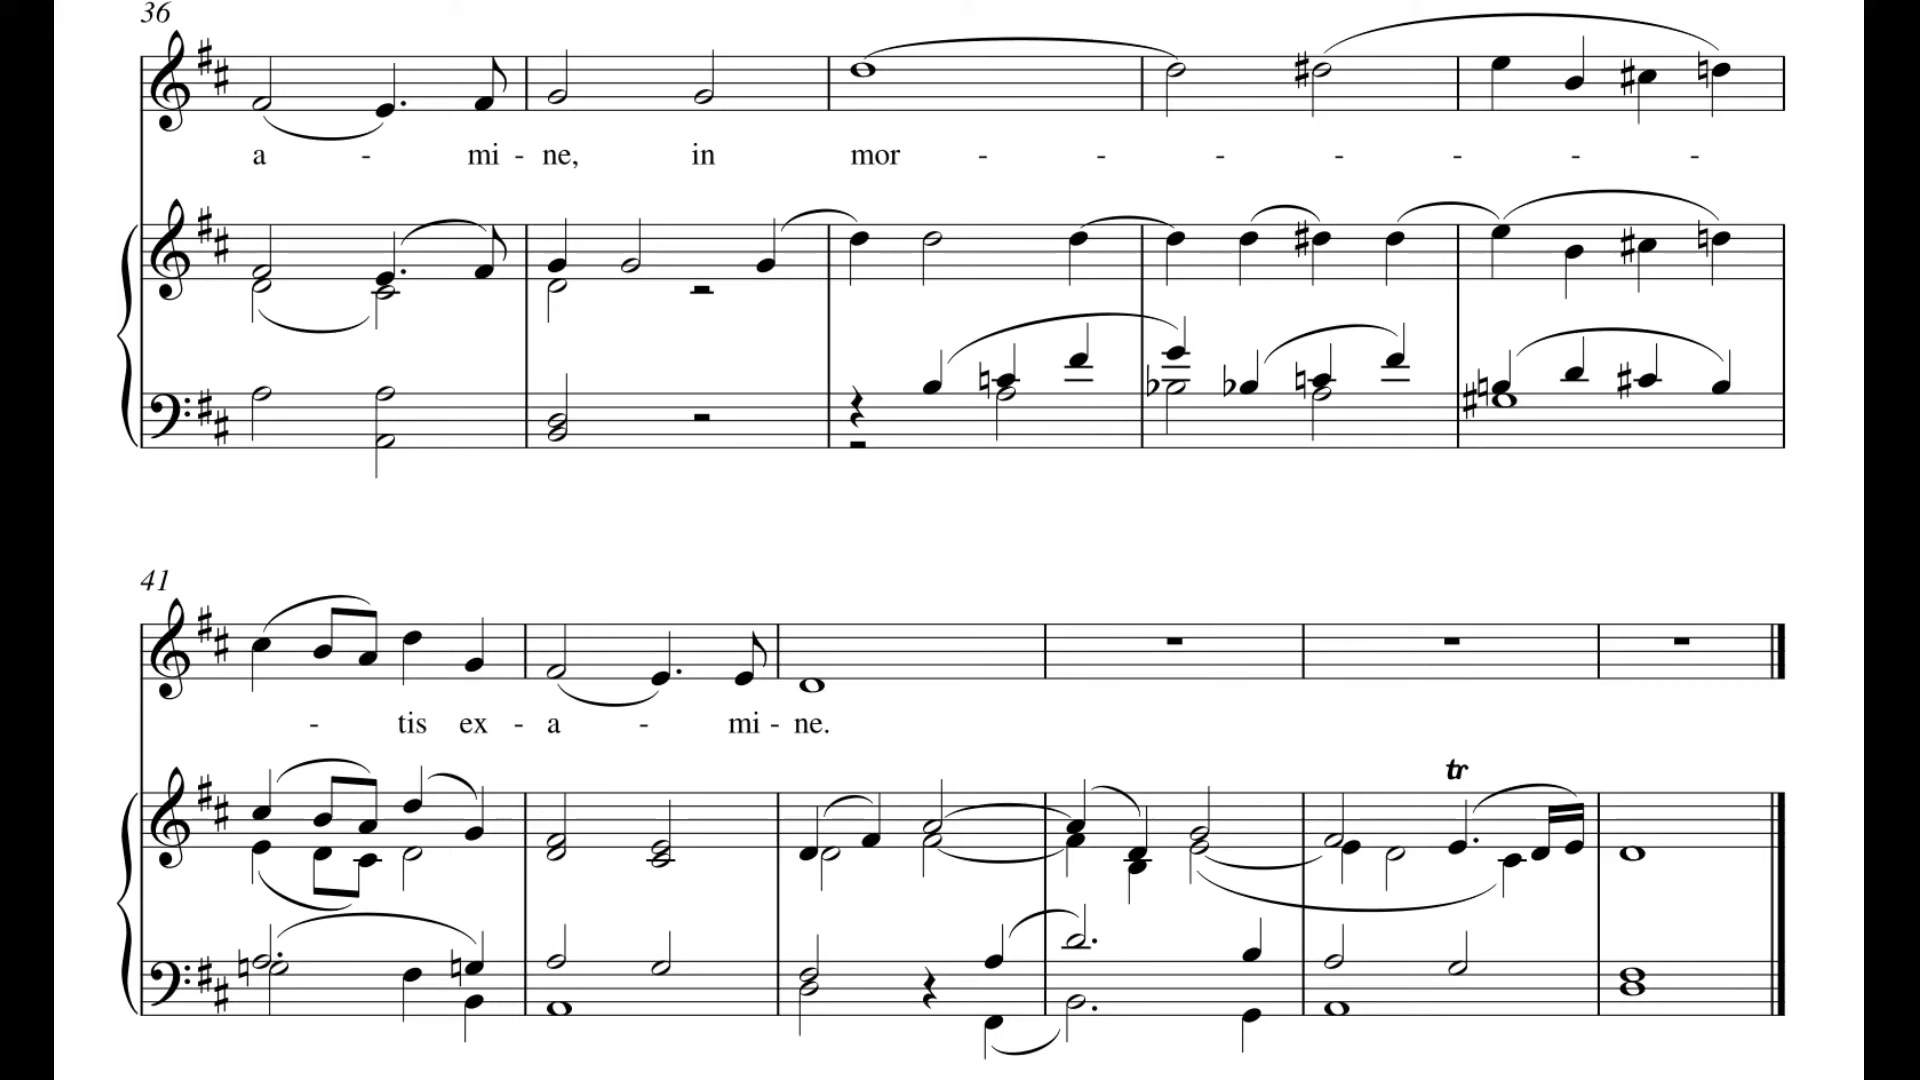 36
a - mi - ne, in mor - - - - - - -
41
- tis ex - a - mi - ne.
tr